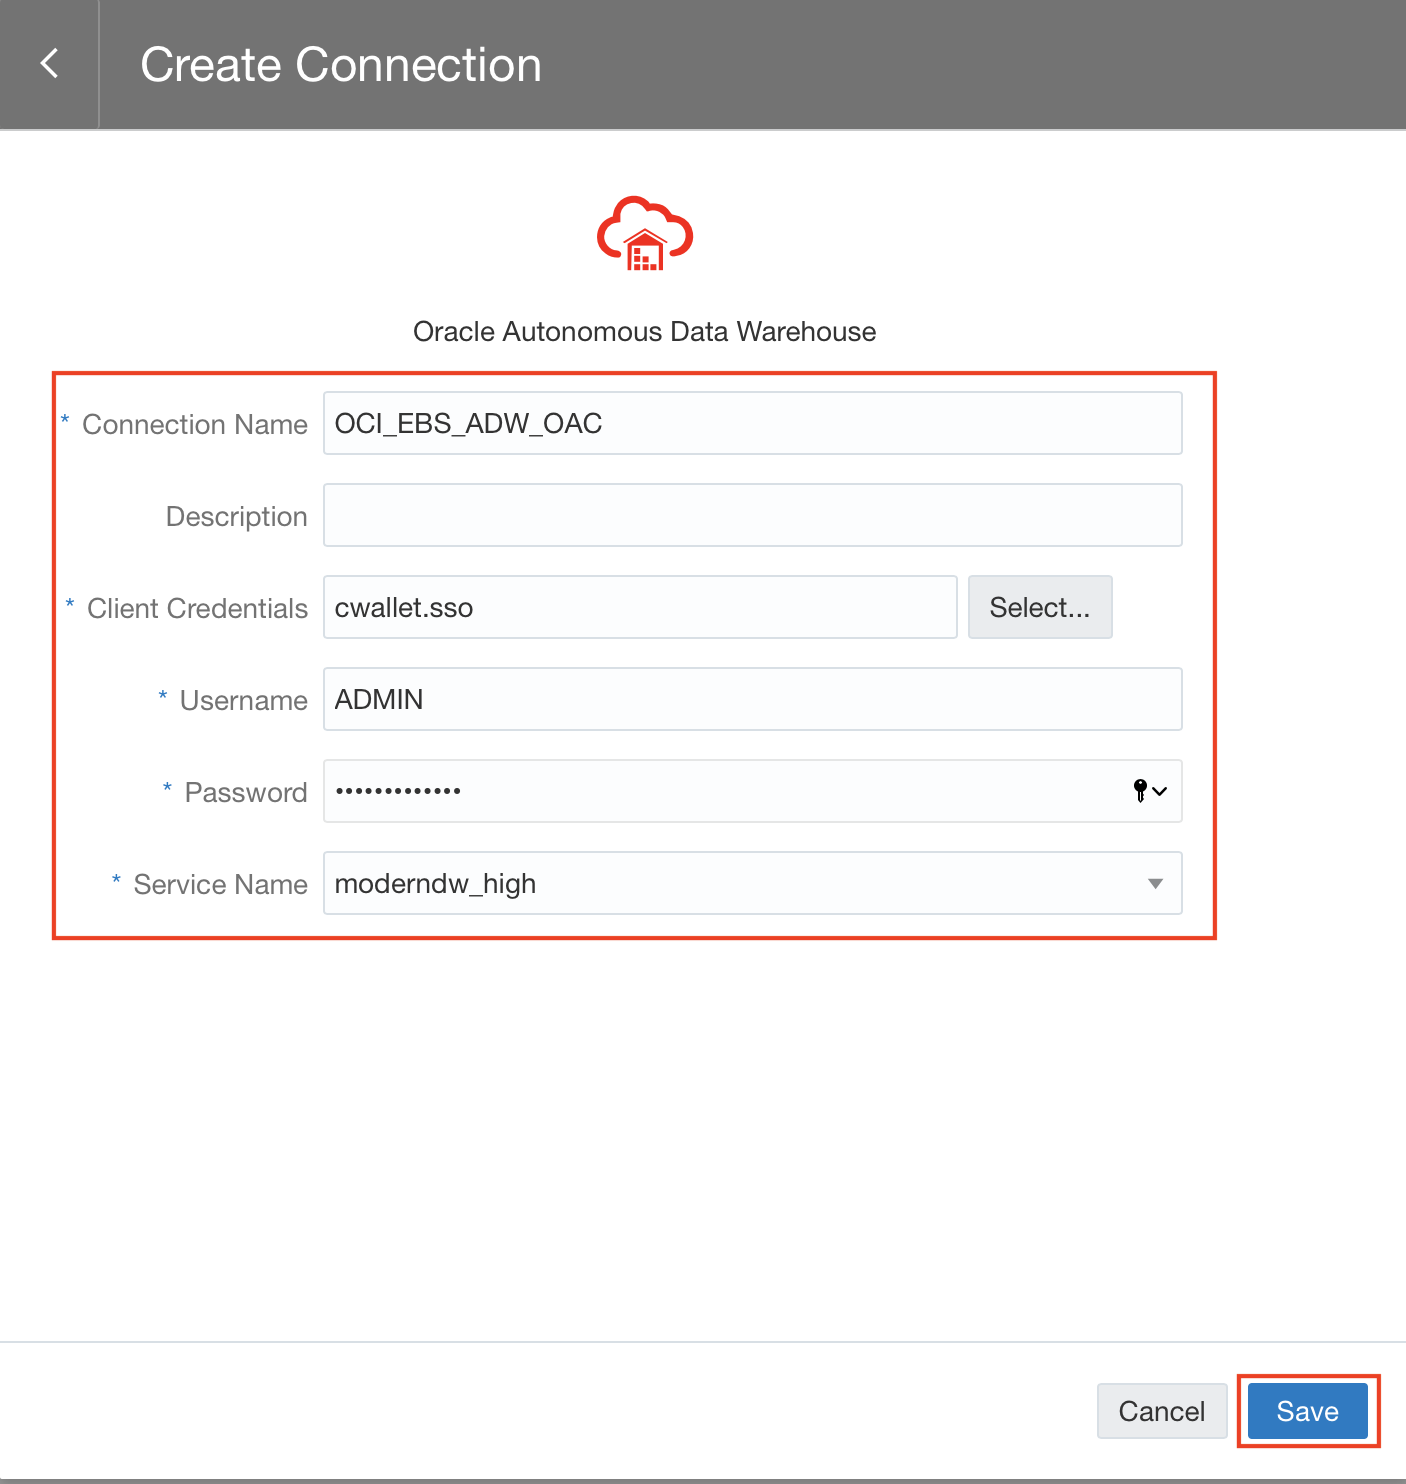 Create Connection
Oracle Autonomous Data Warehouse
* Connection Name OCI_EBS_ADW_OAC
Description
* Client Credentials cwallet.sso Select...
* Username ADMIN
* Password •••••••••••••
* Service Name moderndw_high
Cancel Save